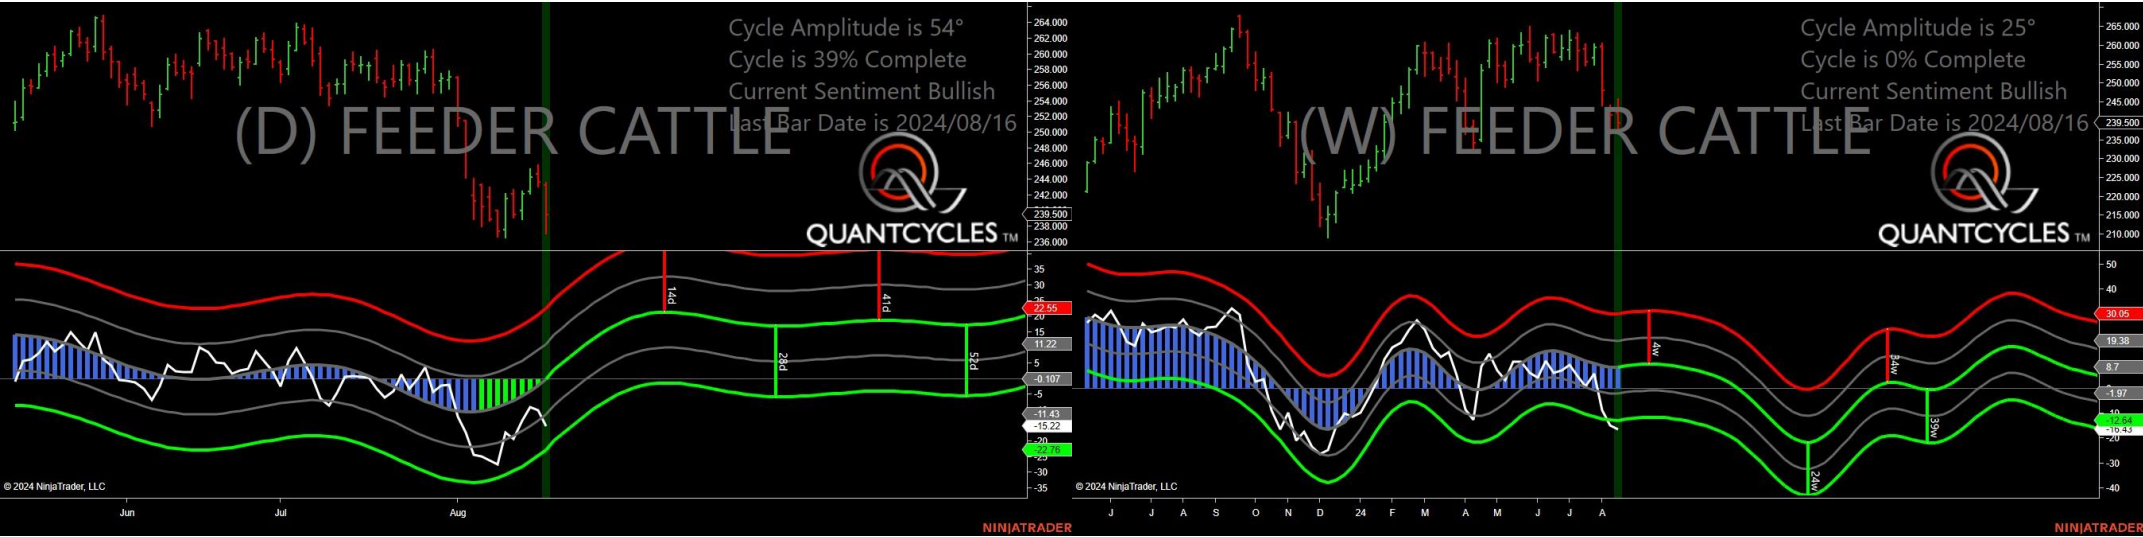 Cycle Amplitude is 54°
Cycle is 39% Complete
Current Sentiment Bullish
Last Bar Date is 2024/08/16
(D) FEEDER CATTLE
QUANTCYCLES TM
264.000
262.000
260.000
258.000
256.000
254.000
252.000
250.000
248.000
246.000
244.000
242.000
239.500
238.000
236.000
35
30
22.55
15
11.22
5
-0.107
-5
-11.43
-15.22
-20
-22.76
-30
-35
14d
28d
41d
52d
© 2024 NinjaTrader, LLC
Jun
Jul
Aug
NINJATRADER
Cycle Amplitude is 25°
Cycle is 0% Complete
Current Sentiment Bullish
Last Bar Date is 2024/08/16
(W) FEEDER CATTLE
QUANTCYCLES TM
265.000
260.000
255.000
250.000
245.000
239.500
235.000
230.000
225.000
220.000
215.000
210.000
50
40
30.05
19.38
8.7
-1.97
-12.64
-16.43
-20
-30
-40
4w
24w
34w
39w
© 2024 NinjaTrader, LLC
J
J
A
S
O
N
D
24
F
M
A
M
J
J
A
NINJATRADER